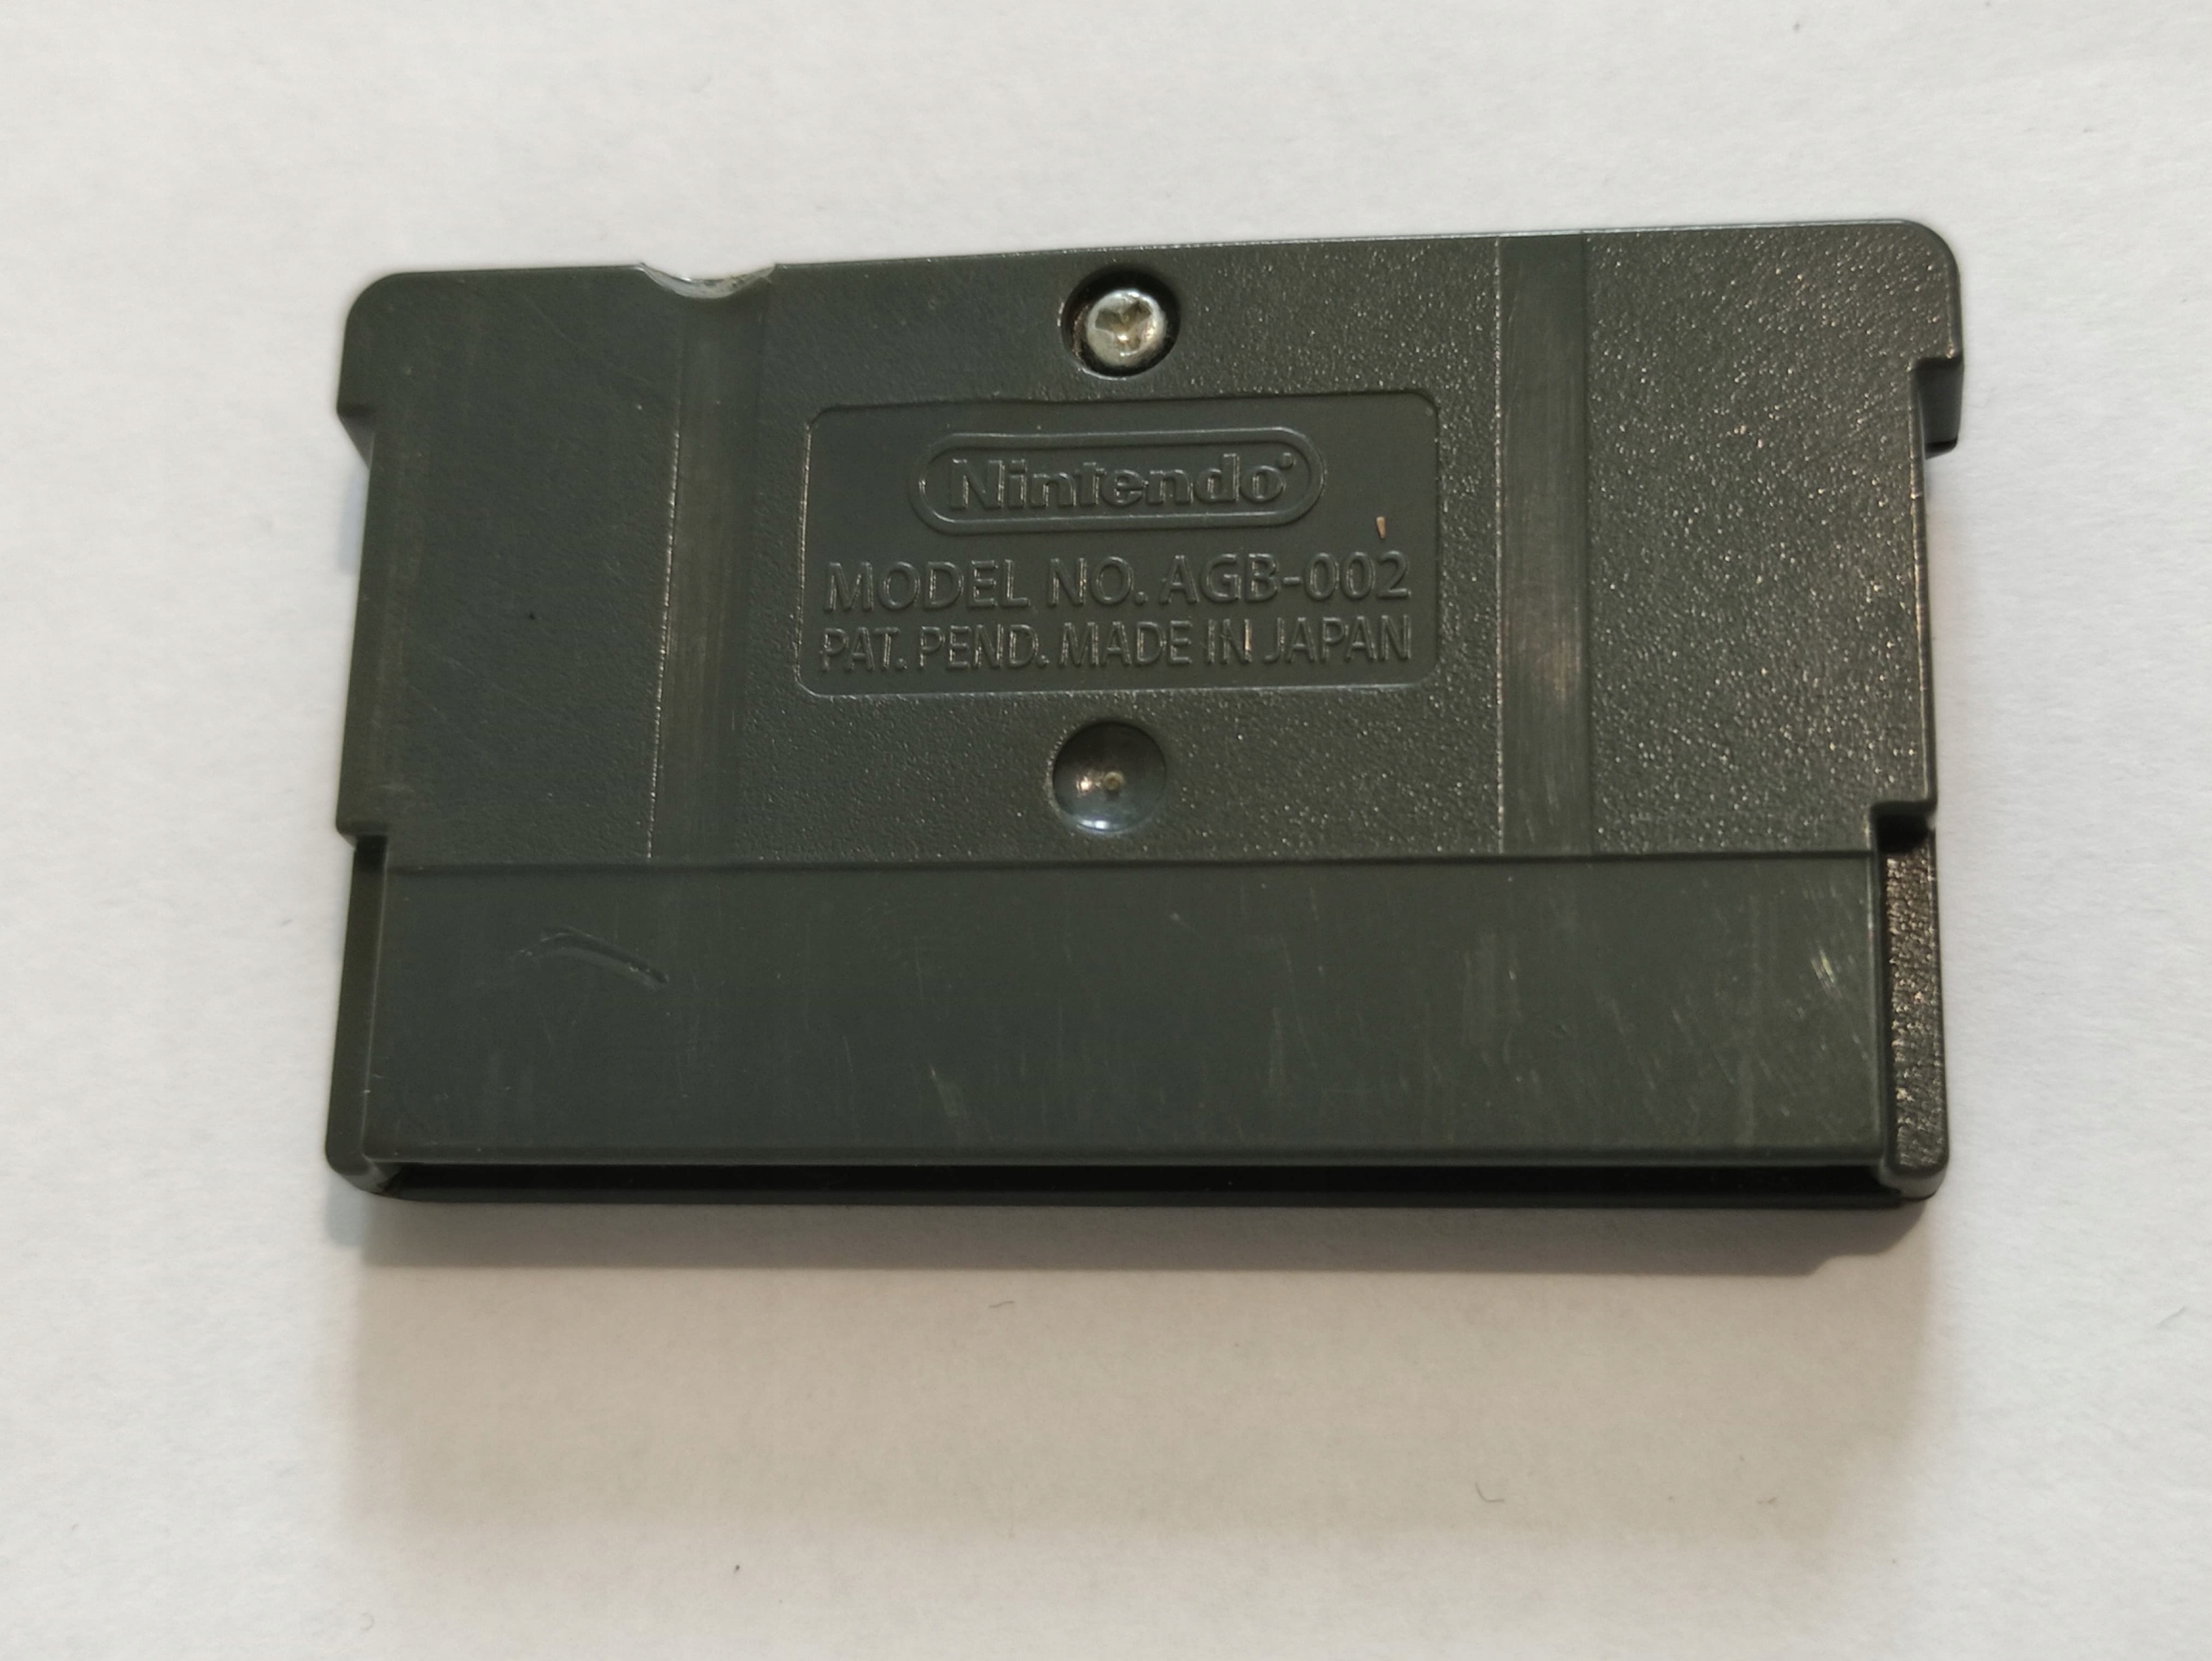 Nintendo
MODEL NO. AGB-002
PAT. PEND. MADE IN JAPAN